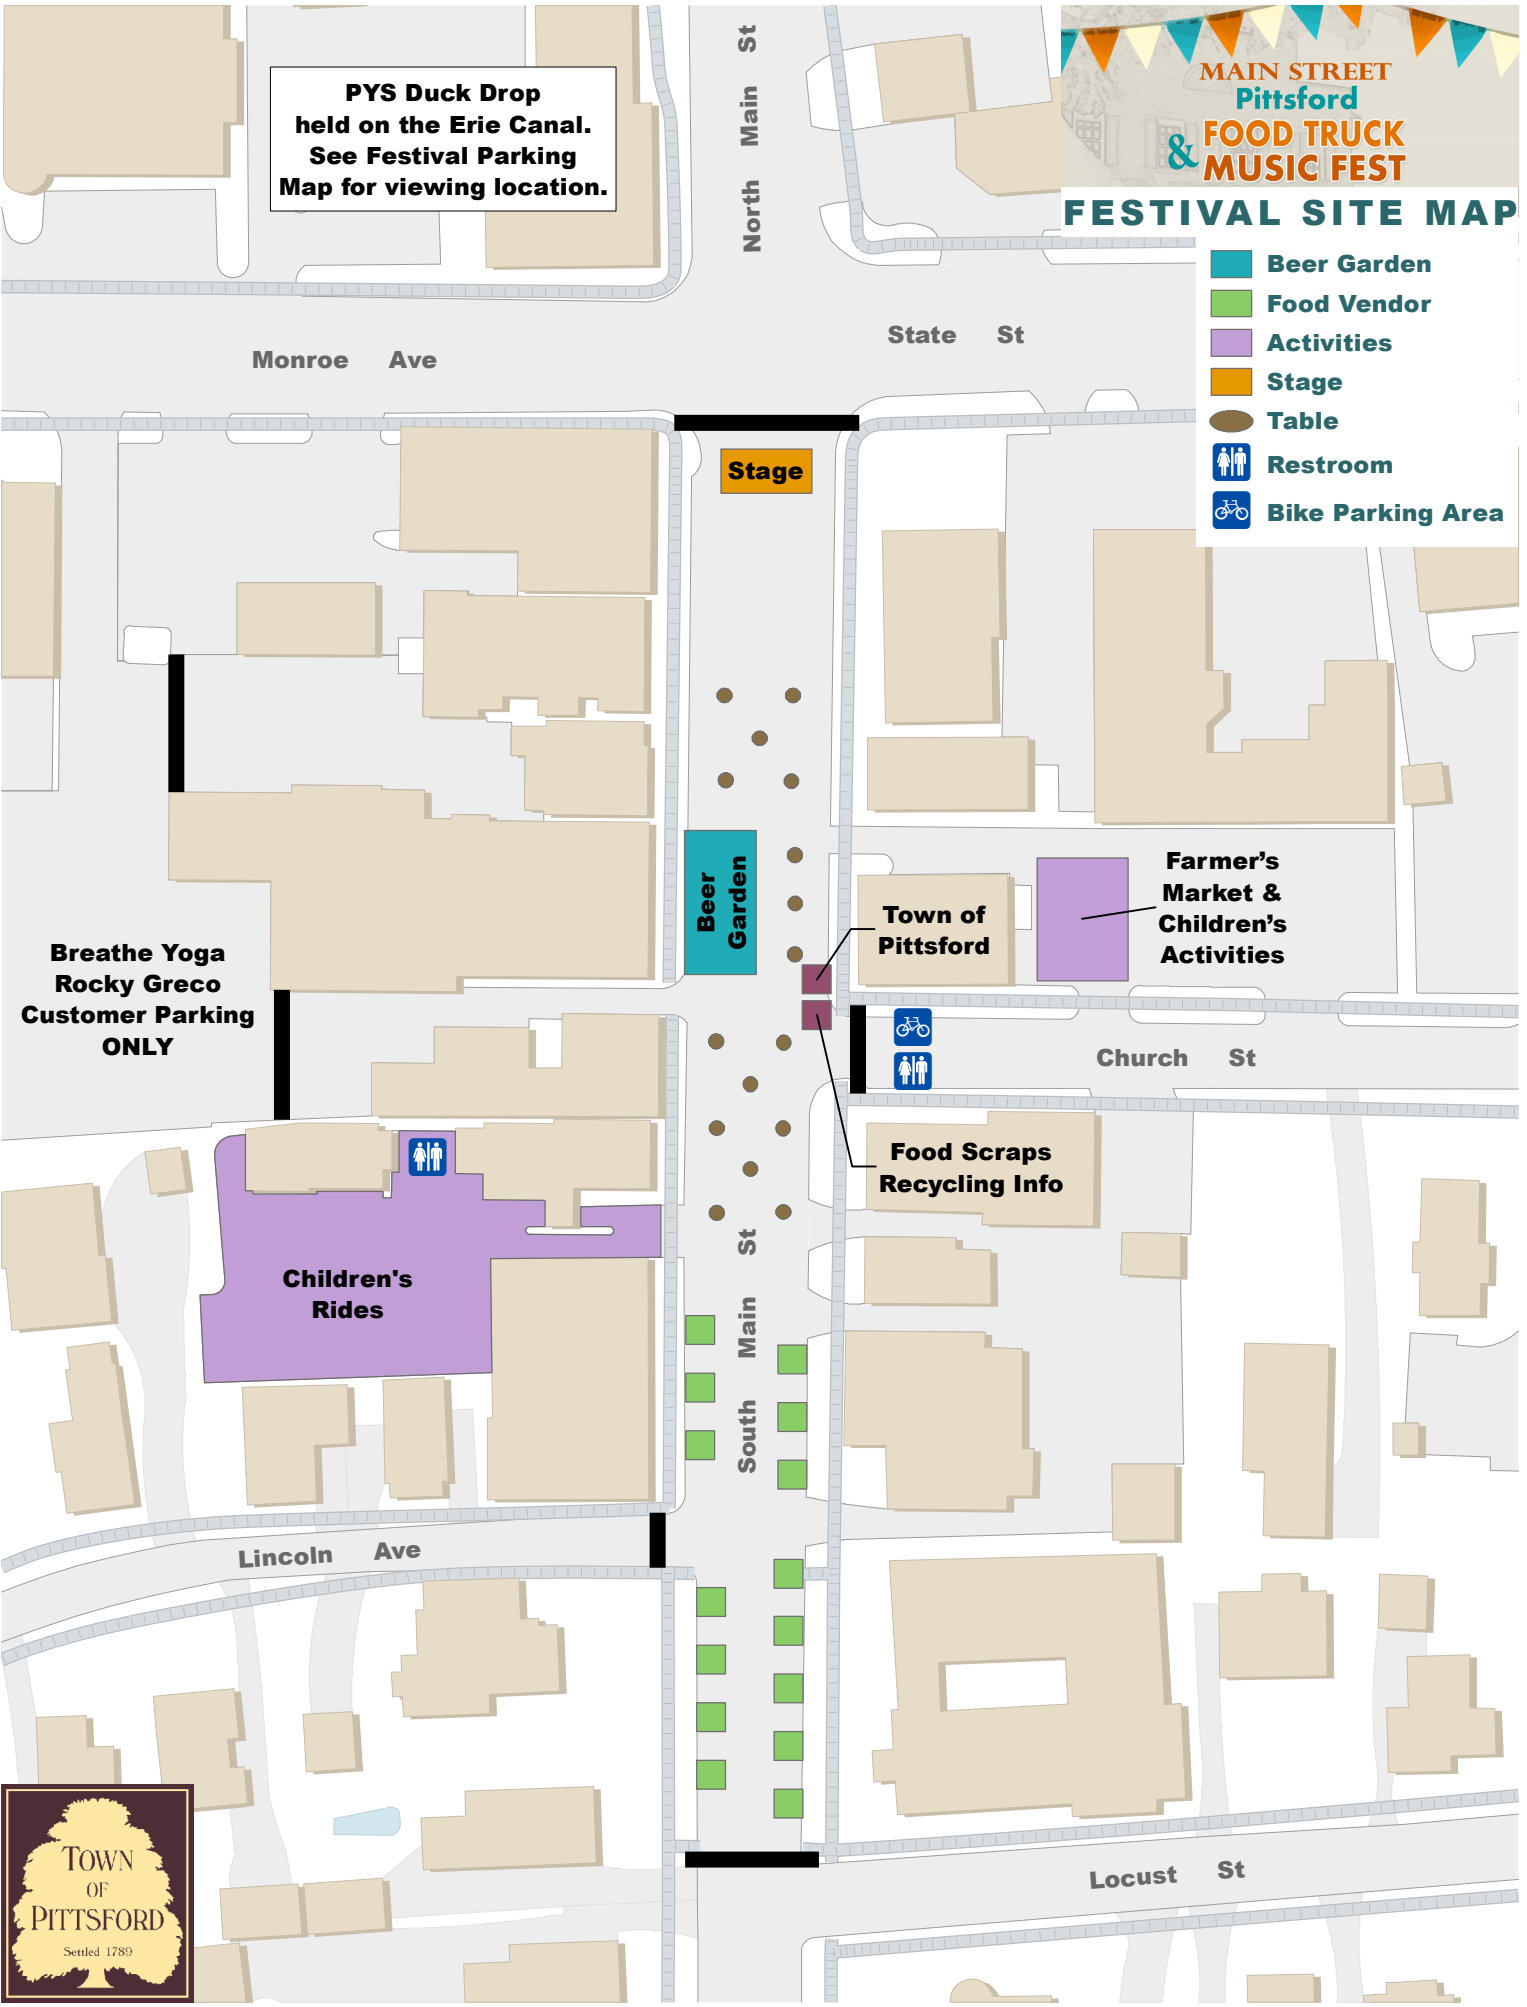 PYS Duck Drop
held on the Erie Canal.
See Festival Parking
Map for viewing location.
North Main St
MAIN STREET
Pittsford
& FOOD TRUCK
MUSIC FEST
FESTIVAL SITE MAP
Beer Garden
Food Vendor
Activities
Stage
Table
Restroom
Bike Parking Area
State St
Monroe Ave
Stage
Beer
Garden
Town of
Pittsford
Farmer's
Market &
Children's
Activities
Breathe Yoga
Rocky Greco
Customer Parking
ONLY
Church St
Food Scraps
Recycling Info
Children's
Rides
South Main St
Lincoln Ave
Locust St
TOWN
OF
PITTSFORD
Settled 1789